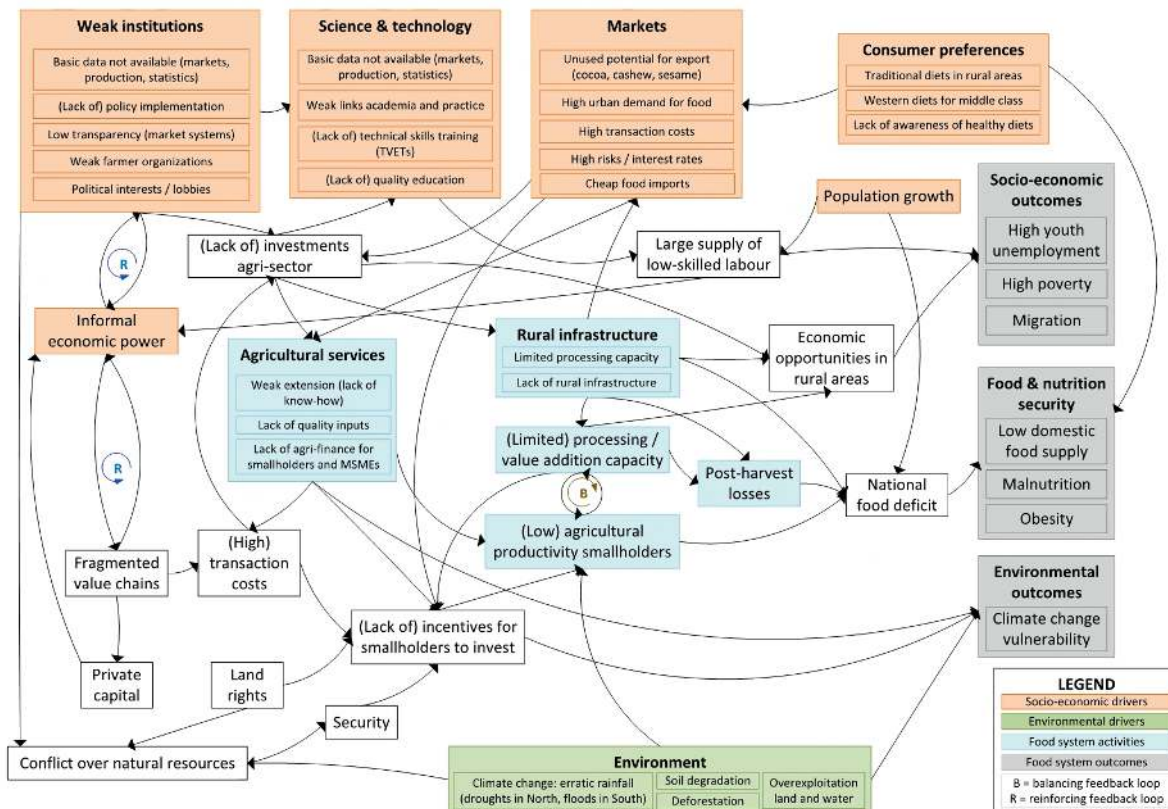 Weak institutions
Basic data not available (markets,
production, statistics)
(Lack of) policy implementation
Low transparency (market systems)
Weak farmer organizations
Political interests / lobbies
Science & technology
Basic data not available (markets,
production, statistics)
Weak links academia and practice
(Lack of) technical skills training
(TVETs)
(Lack of) quality education
Markets
Unused potential for export
(cocoa, cashew, sesame)
High urban demand for food
High transaction costs
High risks / interest rates
Cheap food imports
Consumer preferences
Traditional diets in rural areas
Western diets for middle class
Lack of awareness of healthy diets
Population growth
Socio-economic
outcomes
High youth
unemployment
High poverty
Migration
(Lack of) investments
agri-sector
Large supply of
low-skilled labour
R
Informal
economic power
Agricultural services
Weak extension (lack of
know-how)
Lack of quality inputs
Lack of agri-finance for
smallholders and MSMEs
Rural infrastructure
Limited processing capacity
Lack of rural infrastructure
Economic
opportunities in
rural areas
Food & nutrition
security
Low domestic
food supply
Malnutrition
Obesity
R
(Limited) processing /
value addition capacity
Post-harvest
losses
B
National
food deficit
(Low) agricultural
productivity smallholders
Fragmented
value chains
(High)
transaction
costs
Environmental
outcomes
Climate change
vulnerability
(Lack of) incentives for
smallholders to invest
Private
capital
Land
rights
Security
Conflict over natural resources
Environment
Climate change: erratic rainfall
(droughts in North, floods in South)
Soil degradation
Deforestation
Overexploitation
land and water
LEGEND
Socio-economic drivers
Environmental drivers
Food system activities
Food system outcomes
B = balancing feedback loop
R = reinforcing feedback loop